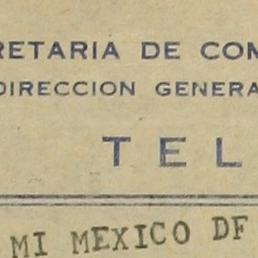 RETARIA DE COM
DIRECCION GENERA
TEL
MI MEXICO DF